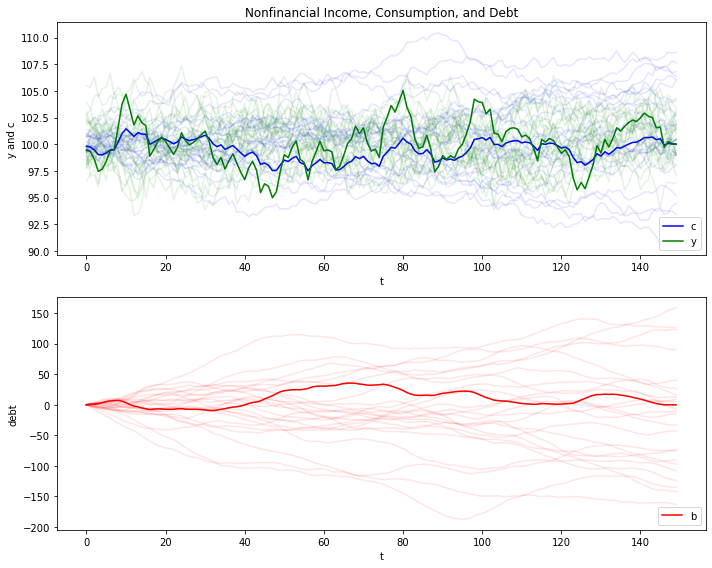 Nonfinancial Income, Consumption, and Debt
110.0
107.5
105.0
102.5
100.0
97.5
95.0
92.5
90.0
y and c
c
y
0 20 40 60 80 100 120 140
t
150
100
50
0
−50
−100
−150
−200
debt
b
0 20 40 60 80 100 120 140
t